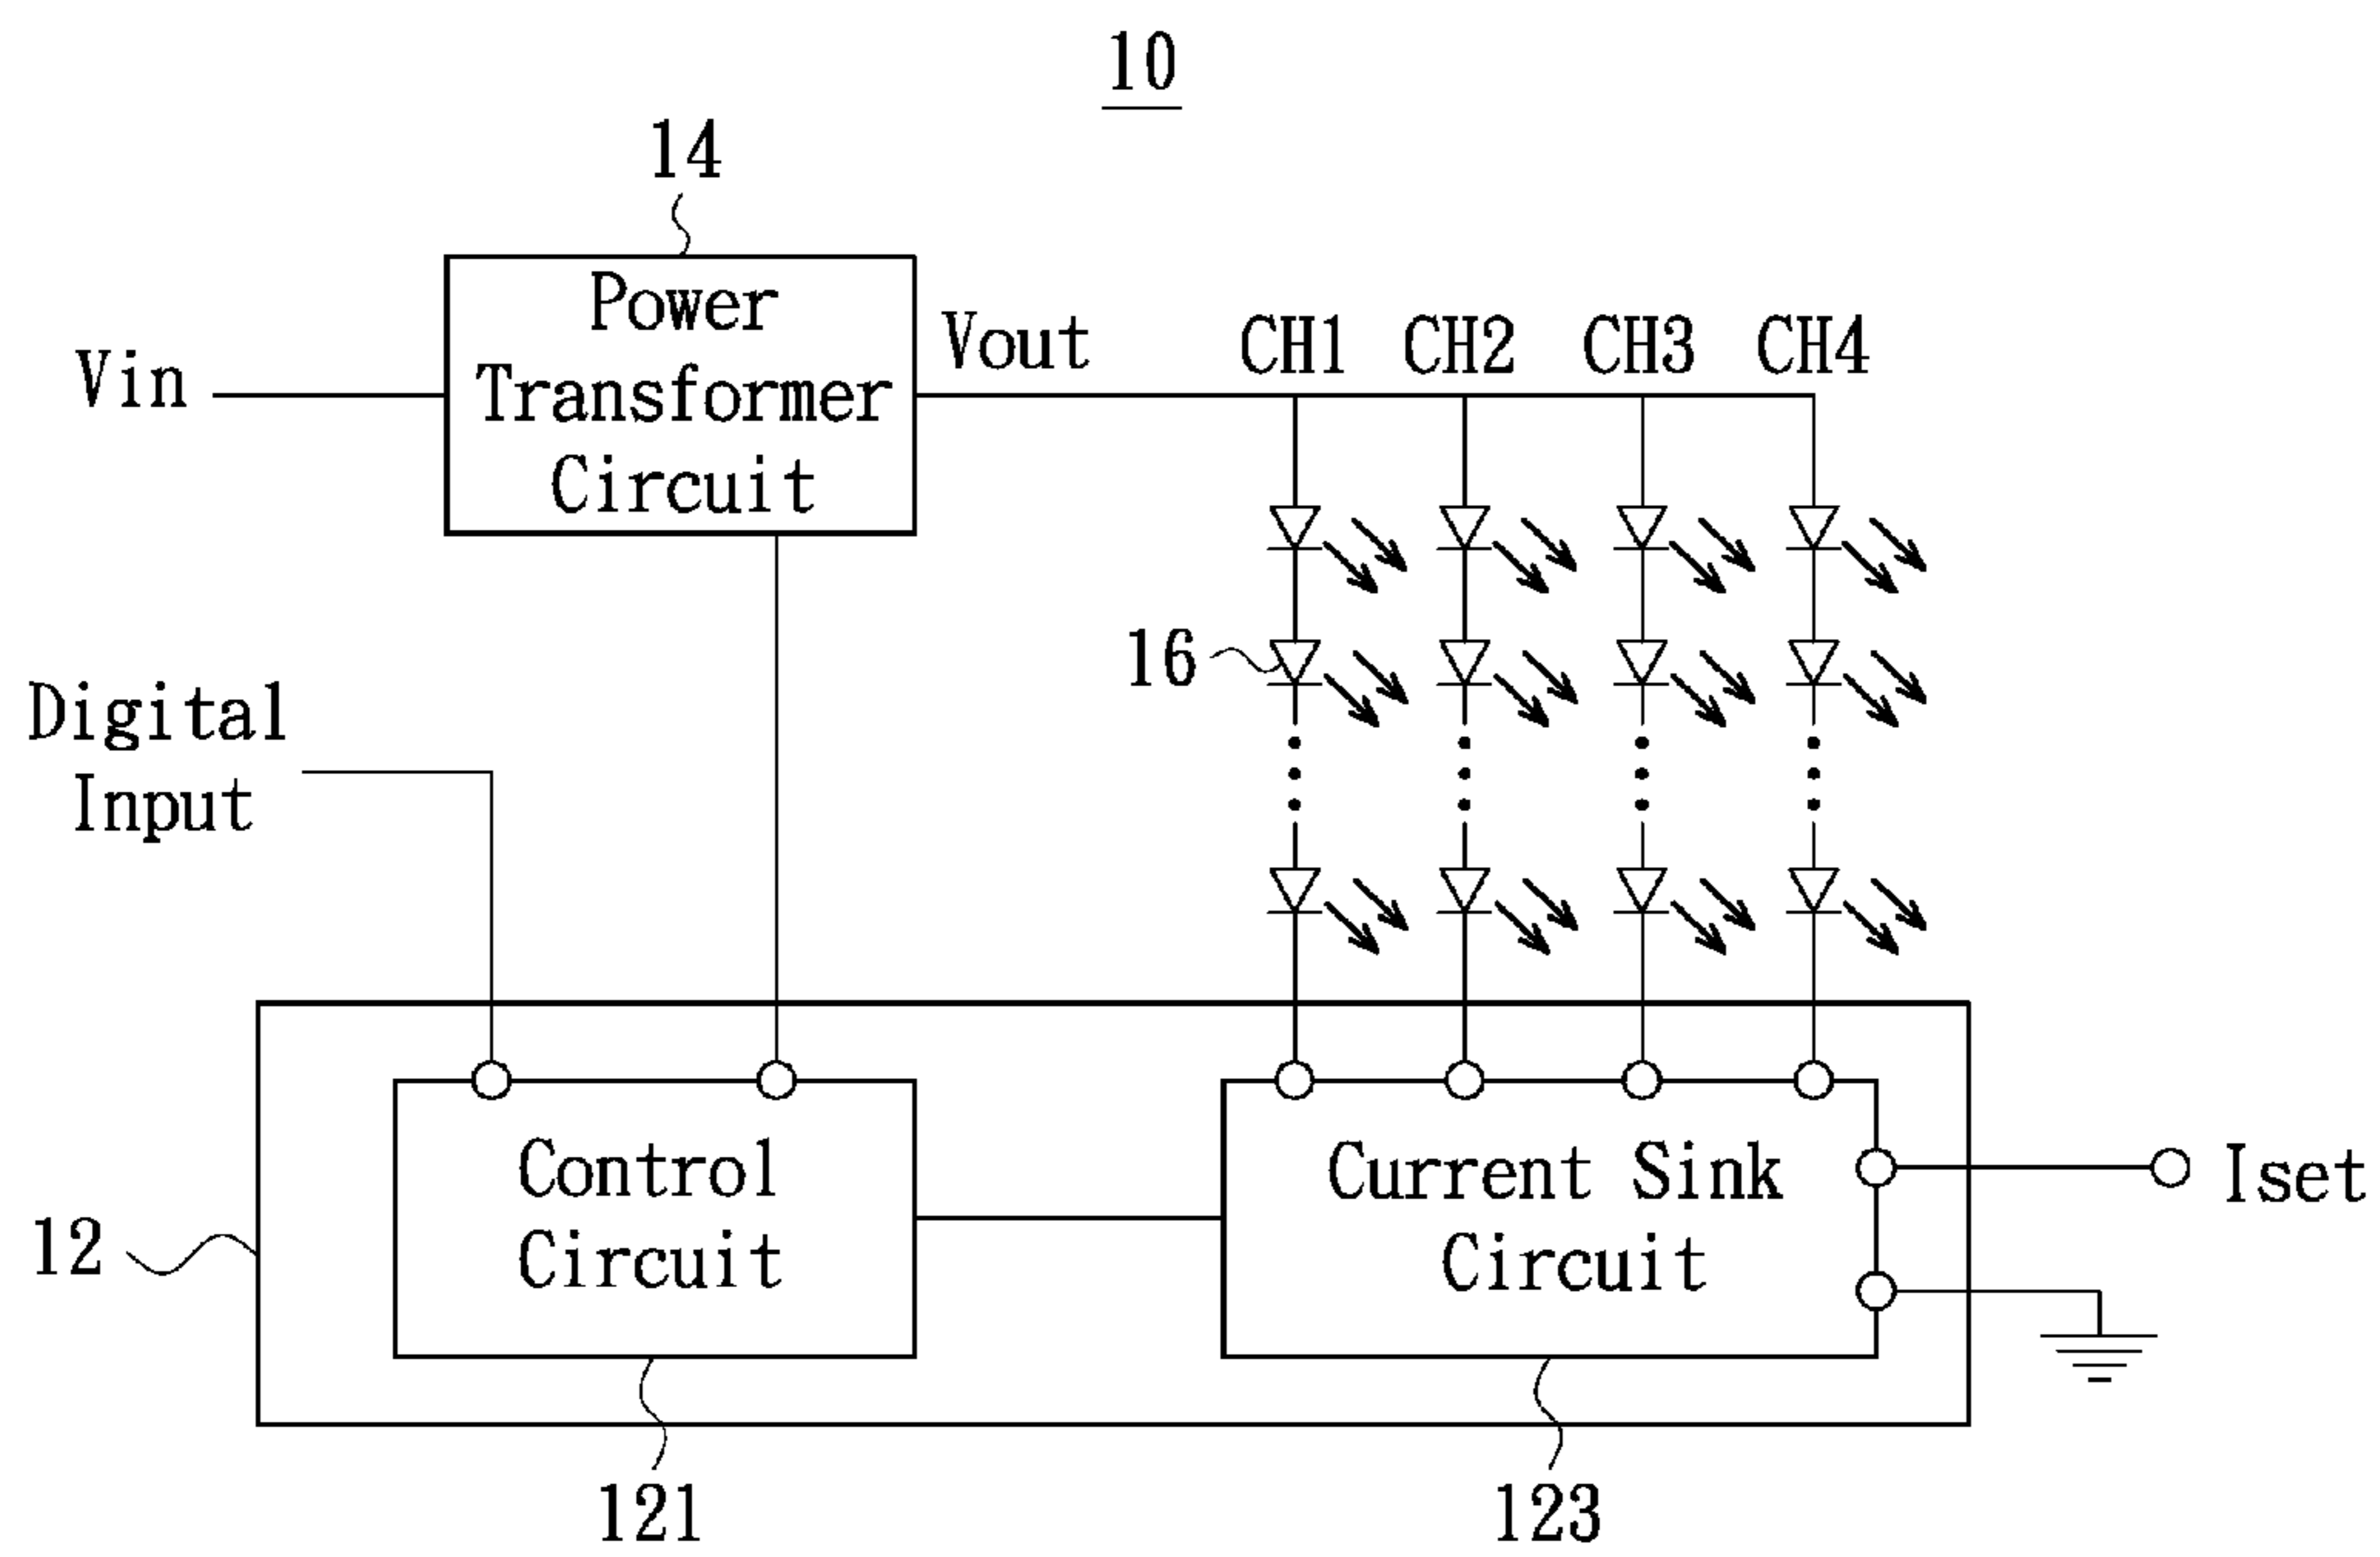 10
14
Power
Transformer
Circuit
Vin
Vout
CH1 CH2 CH3 CH4
16
Digital
Input
Control
Circuit
Current Sink
Circuit
Iset
12
121
123